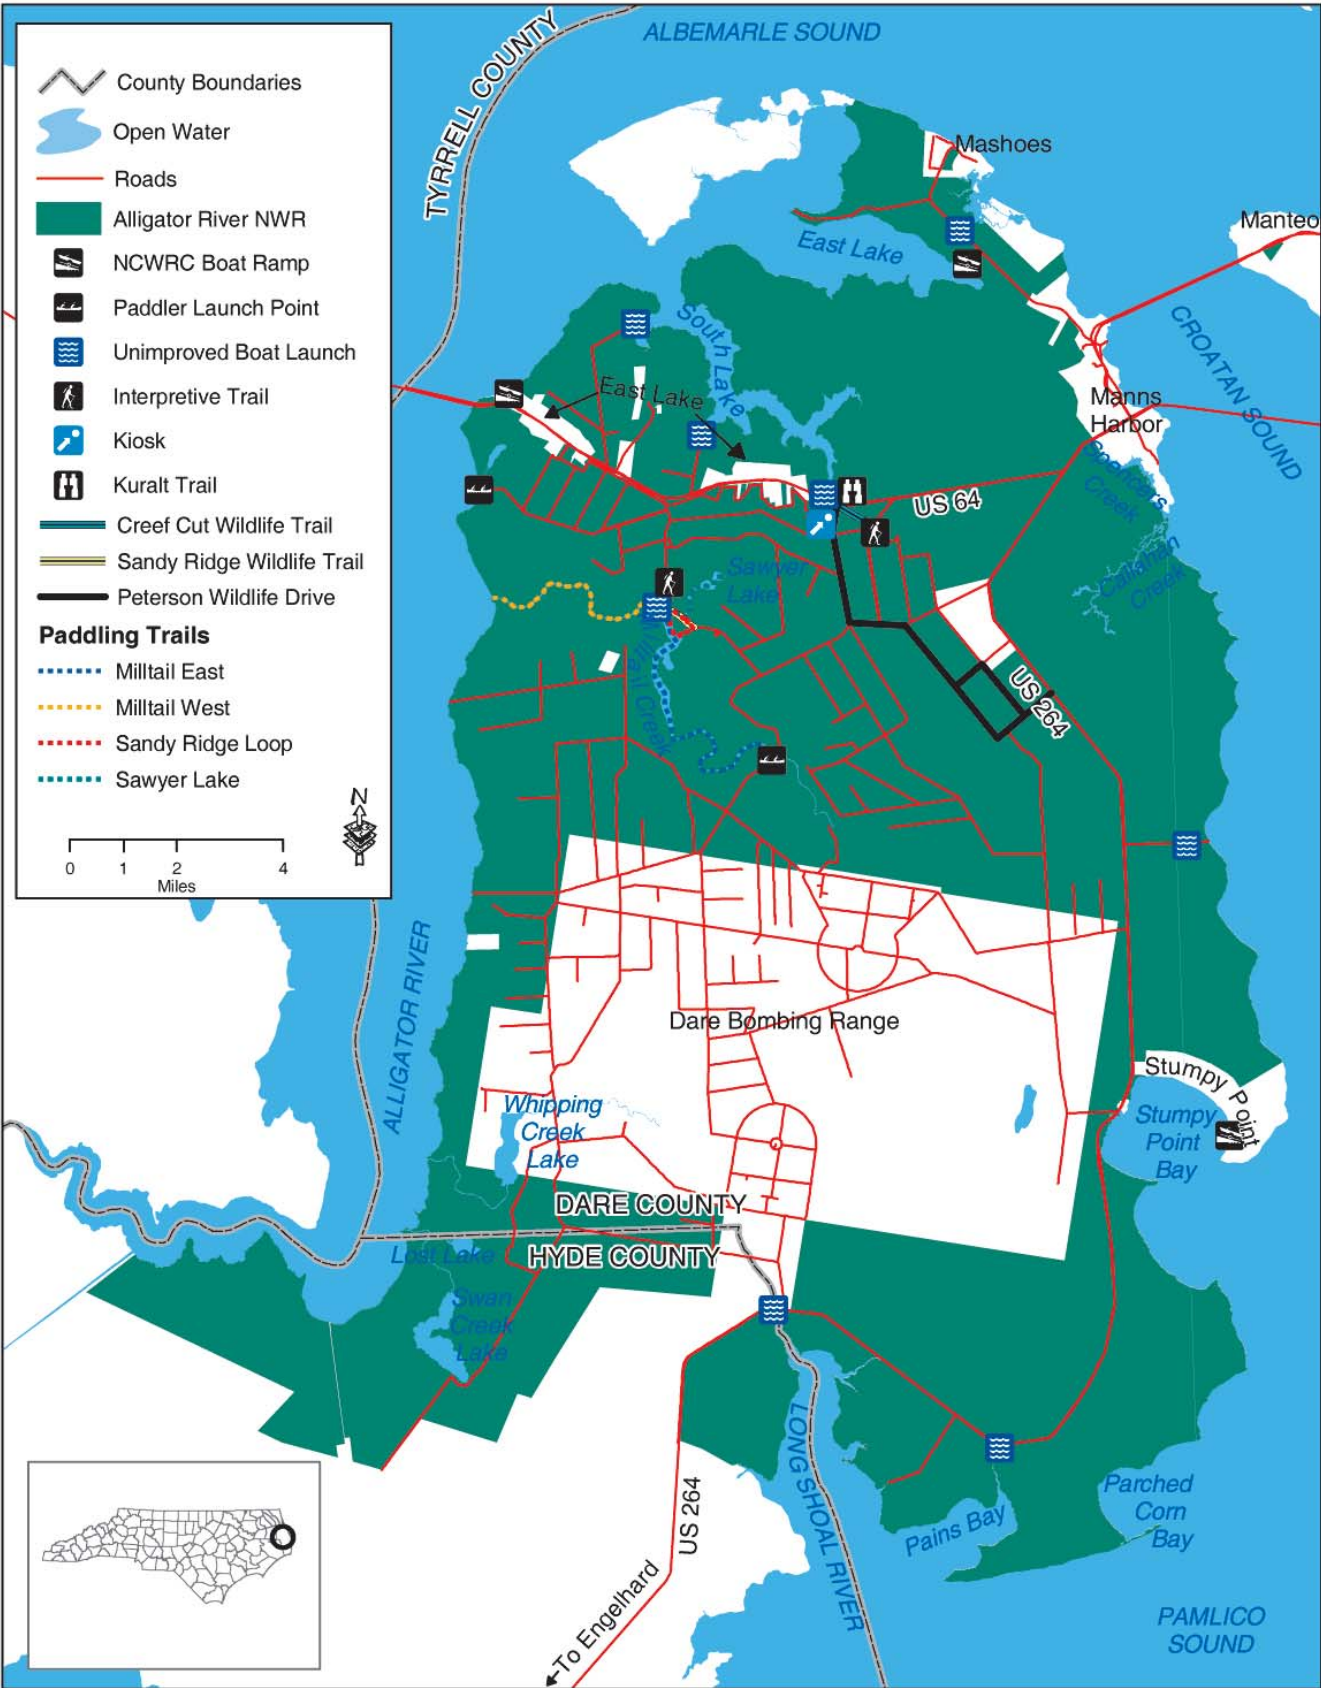 County Boundaries
Open Water
Roads
Alligator River NWR
NCWRC Boat Ramp
Paddler Launch Point
Unimproved Boat Launch
Interpretive Trail
Kiosk
Kuralt Trail
Creef Cut Wildlife Trail
Sandy Ridge Wildlife Trail
Peterson Wildlife Drive
Paddling Trails
Milltail East
Milltail West
Sandy Ridge Loop
Sawyer Lake
N
0 1 2 4
Miles
ALBEMARLE SOUND
TYRRELL COUNTY
Mashoes
Manteo
East Lake
CROATAN SOUND
South Lake
East Lake
Manns
Harbor
Spencers
Creek
US 64
Callahan
Creek
Sawyer
Lake
Milltail Creek
US 264
ALLIGATOR RIVER
Dare Bombing Range
Stumpy Point
Stumpy
Point
Bay
Whipping
Creek
Lake
DARE COUNTY
HYDE COUNTY
Lost Lake
Swan
Creek
Lake
LONG SHOAL RIVER
US 264
To Engelhard
Pains Bay
Parched
Corn
Bay
PAMLICO
SOUND